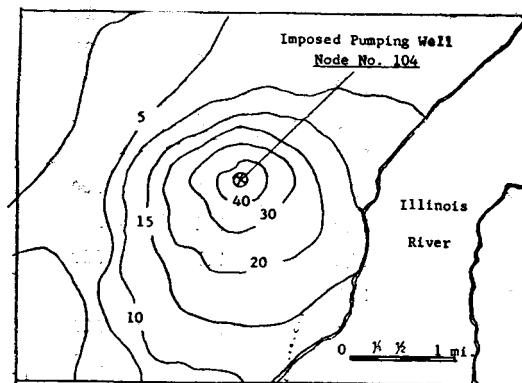 Imposed Pumping Well
Node No. 104
5
40
30
15
20
10
Illinois
River
0 ¼ ½ 1 mi.